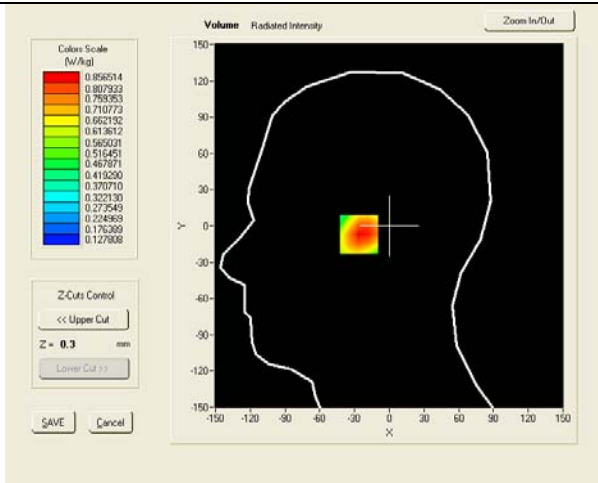 Volume Radiated Intensity
Zoom In/Out
Colors Scale
(W/kg)
0.856514
0.807933
0.759353
0.710773
0.662192
0.613612
0.565031
0.516451
0.467871
0.419290
0.370710
0.322130
0.273549
0.224969
0.176389
0.127808
Z-Cuts Control
<< Upper Cut
Z = 0.3 mm
Lower Cut >>
SAVE Cancel
150
120
90
60
30
0
-30
-60
-90
-120
-150
Y
-150 -120 -90 -60 -30 0 30 60 90 120 150
X